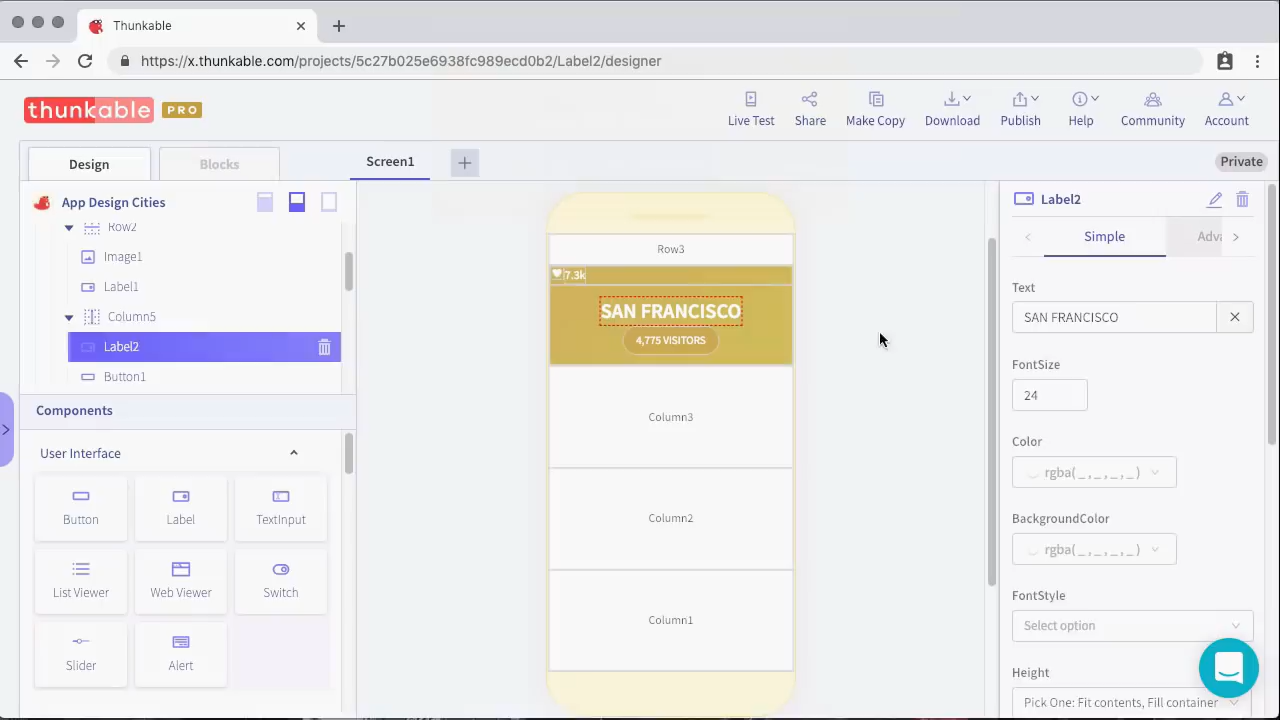 Thunkable
https://x.thunkable.com/projects/5c27b025e6938fc989ecd0b2/Label2/designer
thunkable PRO
Live Test
Share
Make Copy
Download
Publish
Help
Community
Account
Design
Blocks
Screen1
Private
App Design Cities
Row2
Image1
Label1
Column5
Label2
Button1
Components
User Interface
Button
Label
TextInput
List Viewer
Web Viewer
Switch
Slider
Alert
Row3
7.3k
SAN FRANCISCO
4,775 VISITORS
Column3
Column2
Column1
Label2
Simple
Adva
Text
SAN FRANCISCO
FontSize
24
Color
rgba( _ , _ , _ , _ )
BackgroundColor
rgba( _ , _ , _ , _ )
FontStyle
Select option
Height
Pick One: Fit contents, Fill container